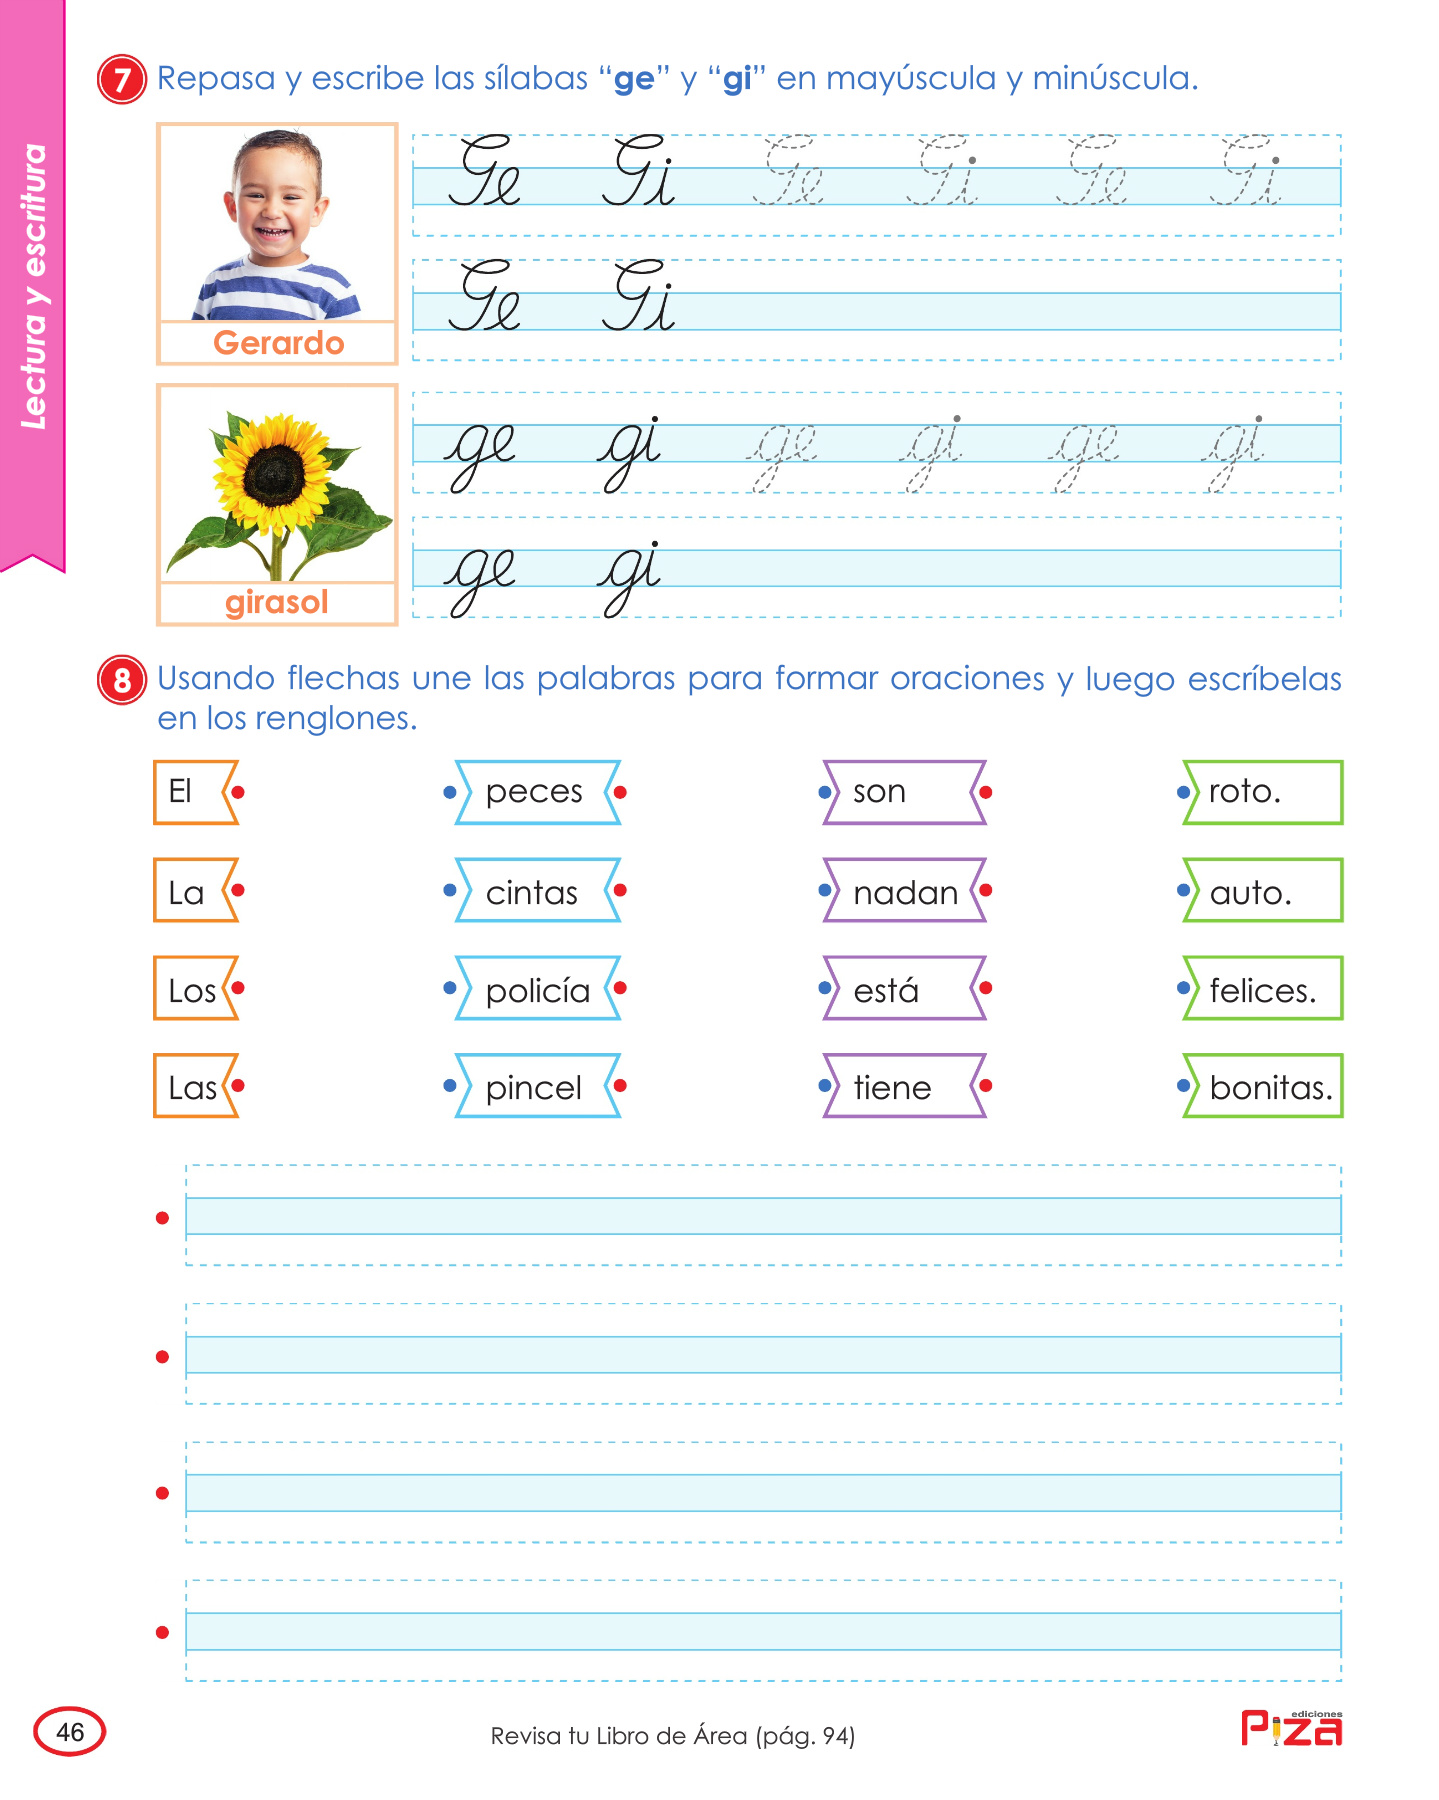 Lectura y escritura
7 Repasa y escribe las sílabas “ge” y “gi” en mayúscula y minúscula.
Ge Gi Ge Gi Ge Gi
Ge Gi
Gerardo
ge gi ge gi ge gi
ge gi
girasol
8 Usando flechas une las palabras para formar oraciones y luego escríbelas
en los renglones.
El peces son roto.
La cintas nadan auto.
Los policía está felices.
Las pincel tiene bonitas.
46
Revisa tu Libro de Área (pág. 94)
ediciones
Piza